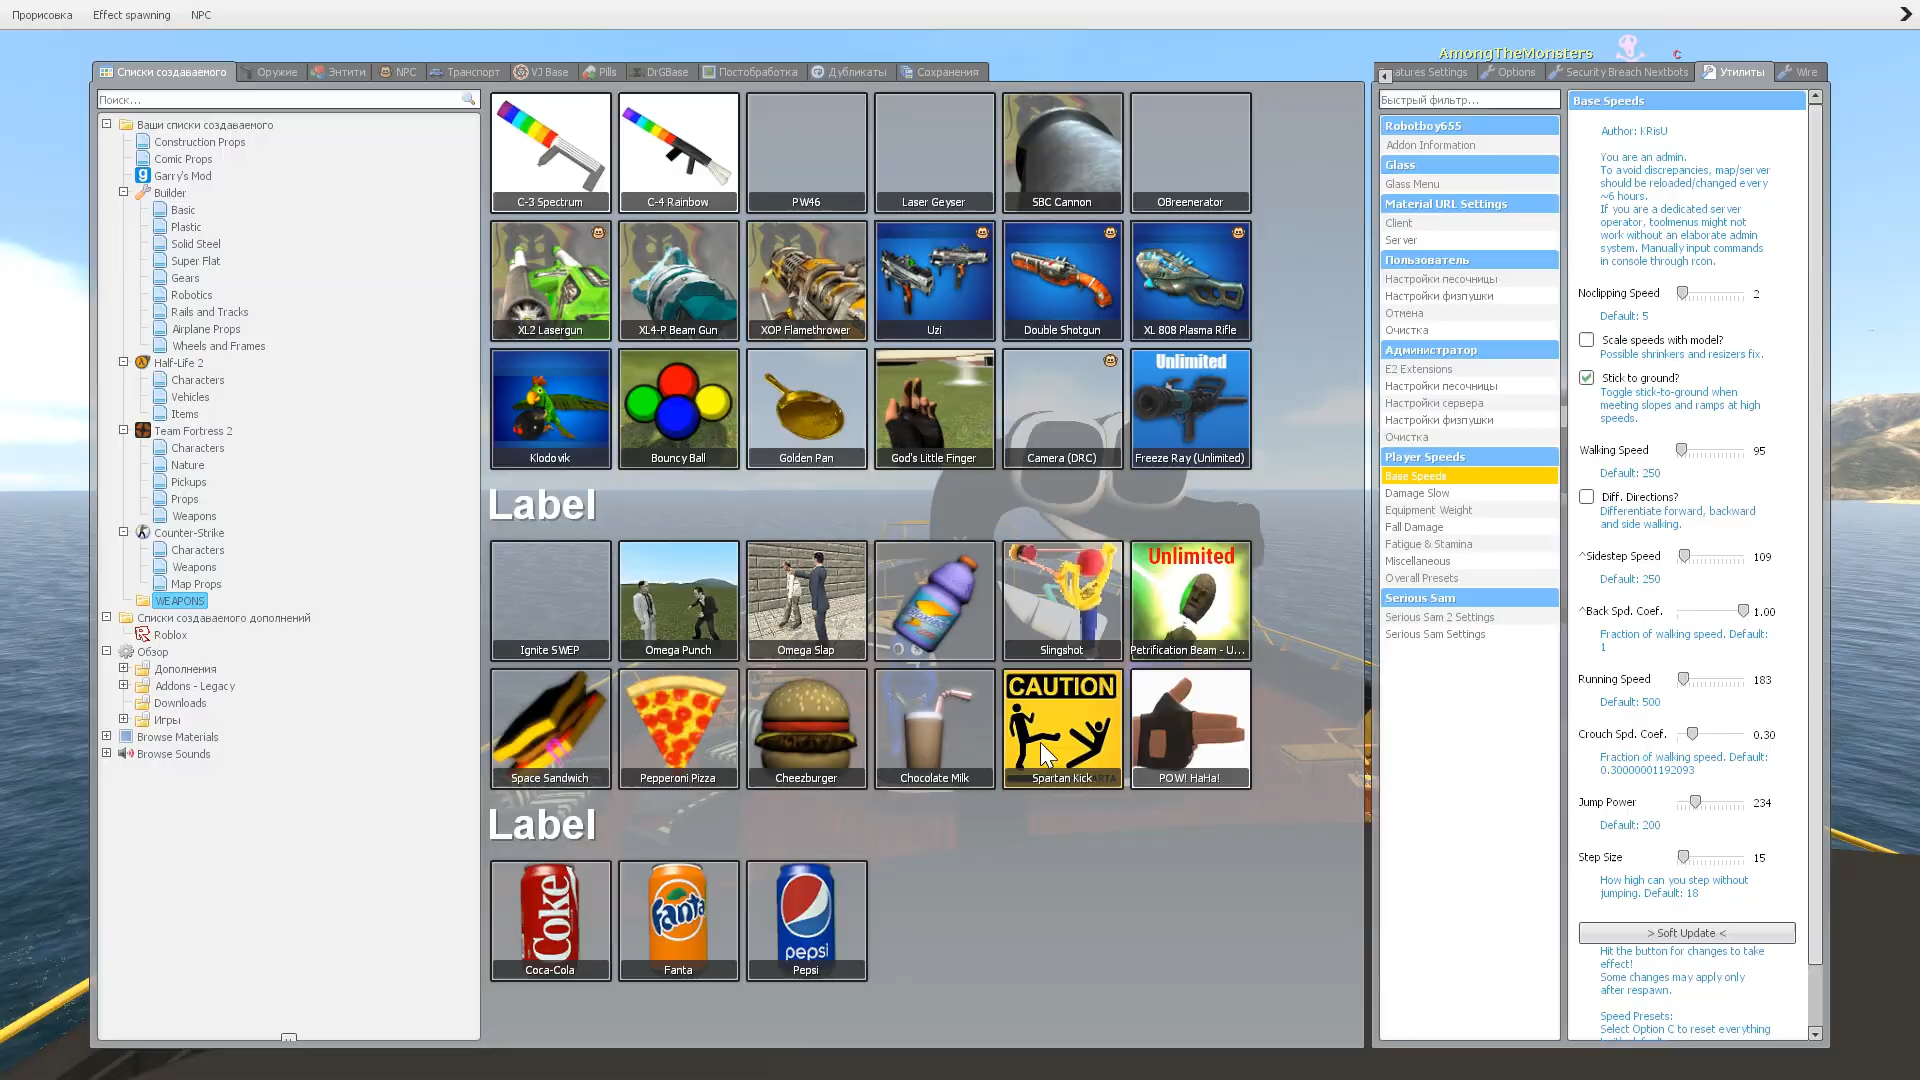 Прорисовка
Effect spawning
NPC
AmongTheMonsters
Списки создаваемого
Оружие
Энтити
NPC
Транспорт
VJ Base
Pills
DrGBase
Постобработка
Дубликаты
Сохранения
Поиск...
Ваши списки создаваемого
Construction Props
Comic Props
Garry's Mod
Builder
Basic
Plastic
Solid Steel
Super Flat
Gears
Robotics
Rails and Tracks
Airplane Props
Wheels and Frames
Half-Life 2
Characters
Vehicles
Items
Team Fortress 2
Characters
Nature
Pickups
Props
Weapons
Counter-Strike
Characters
Weapons
Map Props
WEAPONS
Списки создаваемого дополнений
Roblox
Обзор
Дополнения
Addons - Legacy
Downloads
Игры
Browse Materials
Browse Sounds
C-3 Spectrum
C-4 Rainbow
PW46
Laser Geyser
SBC Cannon
OBreenerator
XL2 Lasergun
XL4-P Beam Gun
XOP Flamethrower
Uzi
Double Shotgun
XL 808 Plasma Rifle
Klodovik
Bouncy Ball
Golden Pan
God's Little Finger
Camera (DRC)
Unlimited
Freeze Ray (Unlimited)
Label
Ignite SWEP
Omega Punch
Omega Slap
Slingshot
Unlimited
Petrification Beam - U...
Space Sandwich
Pepperoni Pizza
Cheezburger
Chocolate Milk
CAUTION
Spartan Kick
POW! HaHa!
Label
Coke
Coca-Cola
Fanta
Fanta
pepsi
Pepsi
atures Settings
Options
Security Breach Nextbots
Утилиты
Wire
Быстрый фильтр...
Robotboy655
Addon Information
Glass
Glass Menu
Material URL Settings
Client
Server
Пользователь
Настройки песочницы
Настройки физпушки
Отмена
Очистка
Администратор
E2 Extensions
Настройки песочницы
Настройки сервера
Настройки физпушки
Очистка
Player Speeds
Base Speeds
Damage Slow
Equipment Weight
Fall Damage
Fatigue & Stamina
Miscellaneous
Overall Presets
Serious Sam
Serious Sam 2 Settings
Serious Sam Settings
Base Speeds
Author: KRisU
You are an admin.
To avoid discrepancies, map/server
should be reloaded/changed every
~6 hours.
If you are a dedicated server
operator, toolmenus might not
work without an elaborate admin
system. Manually input commands
in console through rcon.
Noclipping Speed 2
Default: 5
Scale speeds with model?
Possible shrinkers and resizers fix.
Stick to ground?
Toggle stick-to-ground when
meeting slopes and ramps at high
speeds.
Walking Speed 95
Default: 250
Diff. Directions?
Differentiate forward, backward
and side walking.
^Sidestep Speed 109
Default: 250
^Back Spd. Coef. 1.00
Fraction of walking speed. Default:
1
Running Speed 183
Default: 500
Crouch Spd. Coef. 0.30
Fraction of walking speed. Default:
0.30000001192093
Jump Power 234
Default: 200
Step Size 15
How high can you step without
jumping. Default: 18
> Soft Update <
Hit the button for changes to take
effect!
Some changes may apply only
after respawn.
Speed Presets:
Select Option C to reset everything